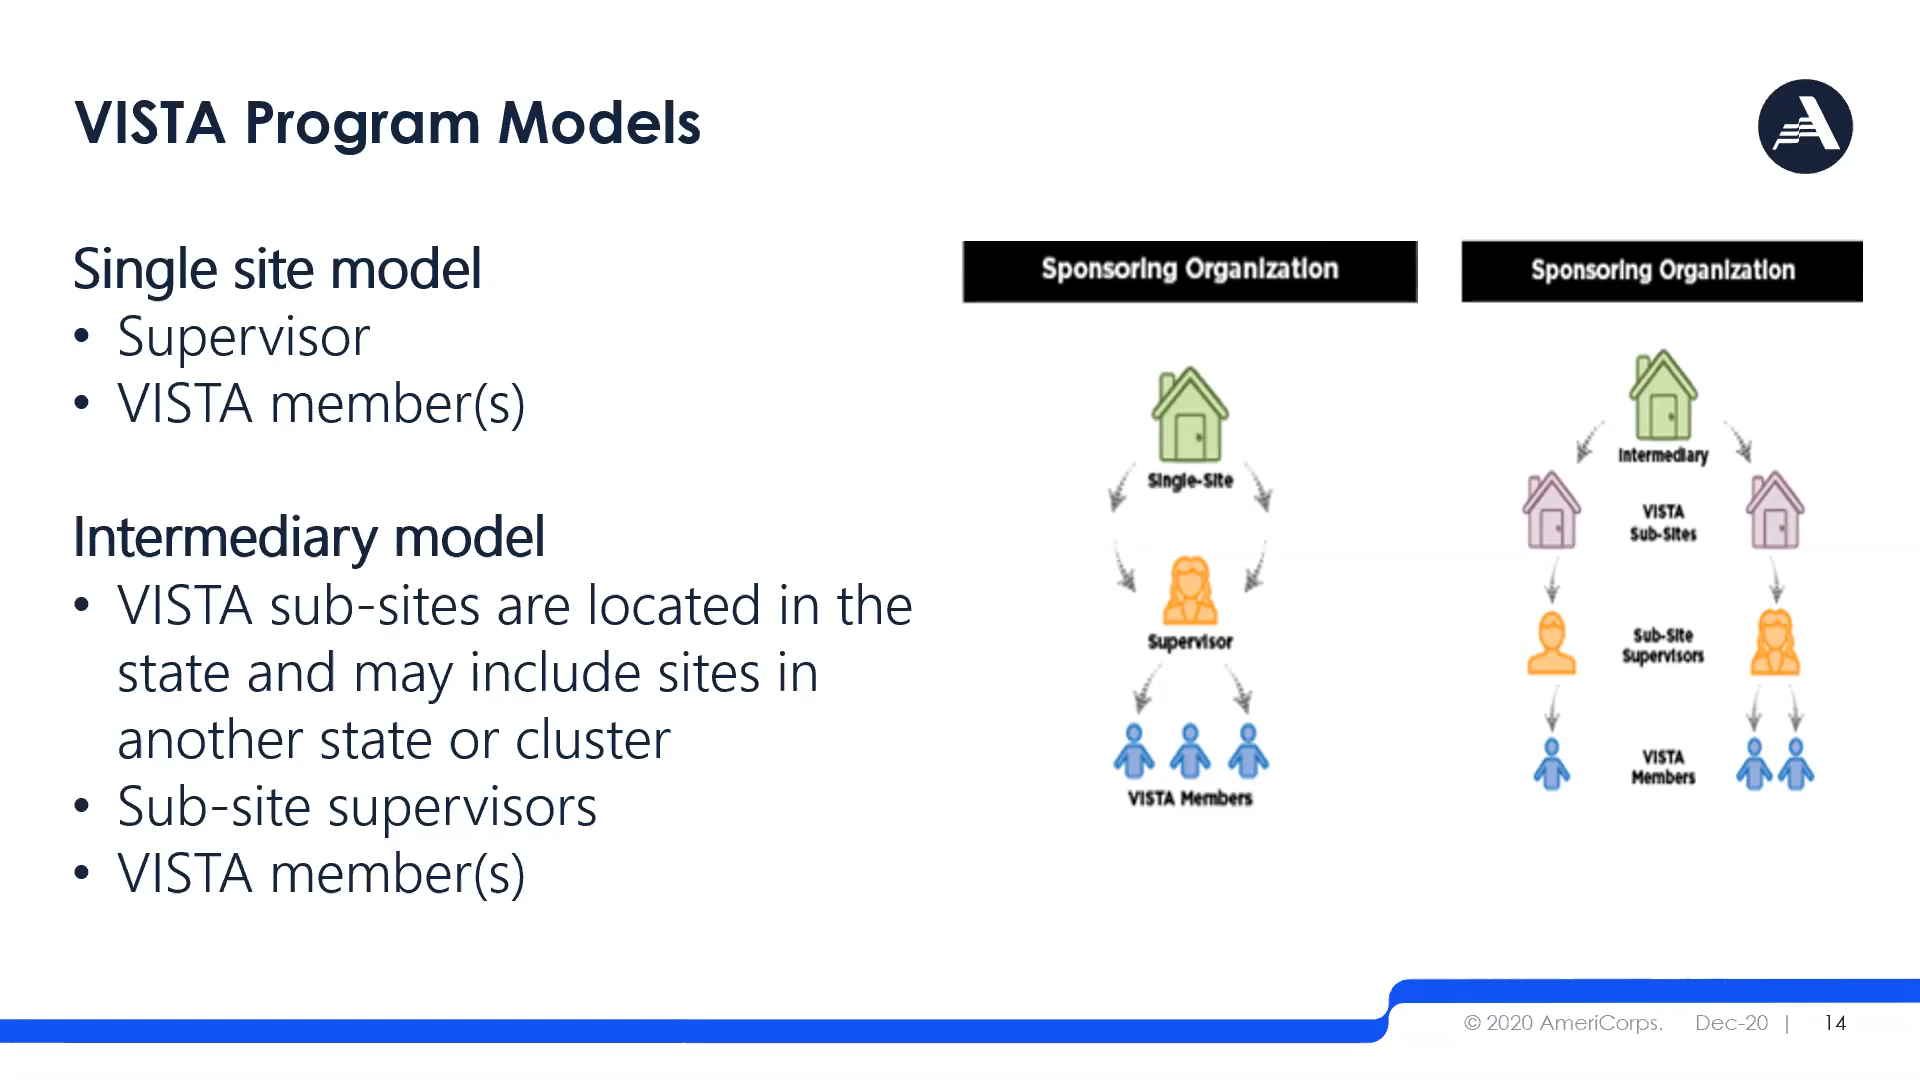 VISTA Program Models
Single site model
• Supervisor
• VISTA member(s)
Intermediary model
• VISTA sub-sites are located in the
state and may include sites in
another state or cluster
• Sub-site supervisors
• VISTA member(s)
Sponsoring Organization
Single-Site
Supervisor
VISTA Members
Sponsoring Organization
Intermediary
VISTA
Sub-Sites
Sub-Site
Supervisors
VISTA
Members
© 2020 AmeriCorps. Dec-20 | 14